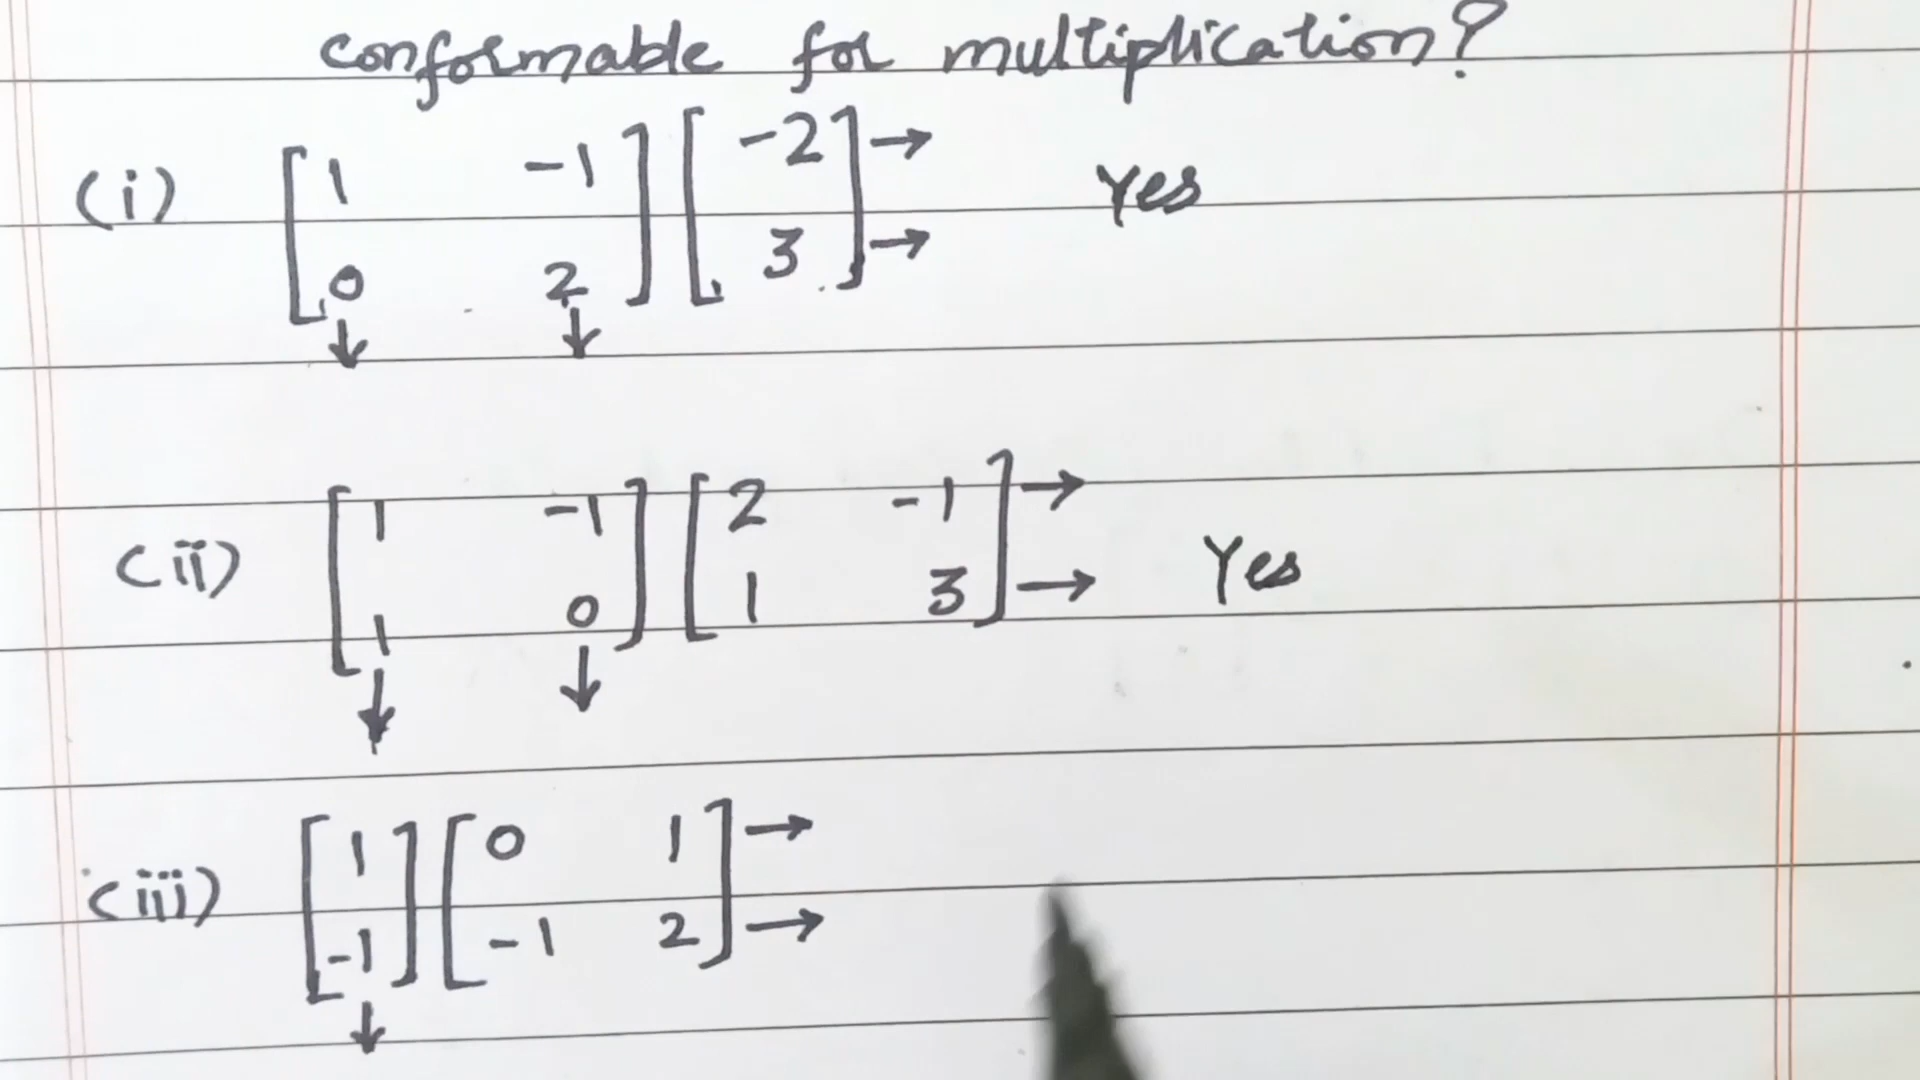 conformable for multiplication?
(i) [1 -1] [-2] → Yes
[0 2] [3] →
↓ ↓
(ii) [1 -1] [2 -1] → Yes
[1 0] [1 3] →
↓ ↓
(iii) [1] [0 1] →
[-1] [-1 2] →
↓